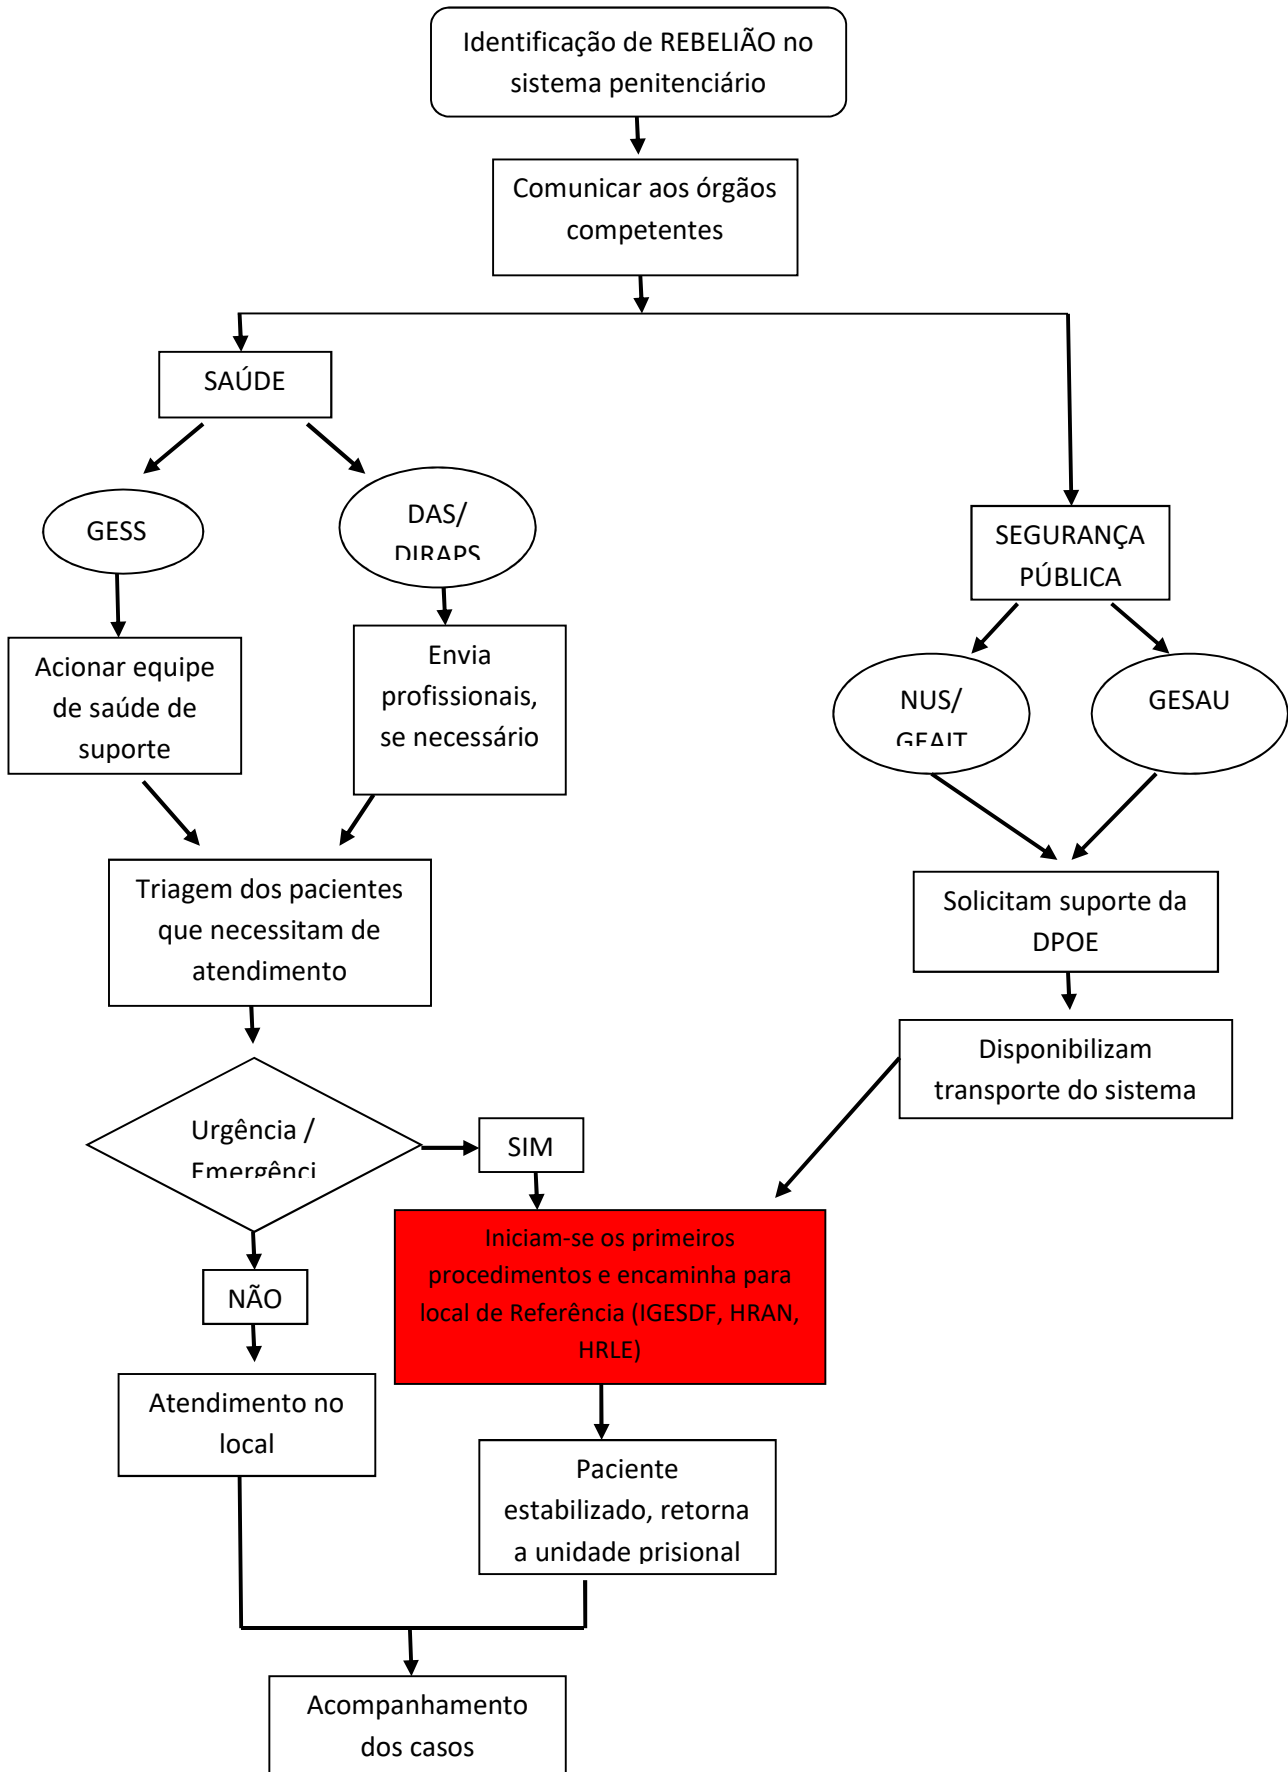 Identificação de REBELIÃO no
sistema penitenciário
Comunicar aos órgãos
competentes
SAÚDE
GESS
DAS/
DIRAPS
SEGURANÇA
PÚBLICA
Acionar equipe
de saúde de
suporte
Envia
profissionais,
se necessário
NUS/
GEAIT
GESAU
Triagem dos pacientes
que necessitam de
atendimento
Solicitam suporte da
DPOE
Disponibilizam
transporte do sistema
Urgência /
Emergênci
SIM
NÃO
Iniciam-se os primeiros
procedimentos e encaminha para
local de Referência (IGESDF, HRAN,
HRLE)
Atendimento no
local
Paciente
estabilizado, retorna
a unidade prisional
Acompanhamento
dos casos